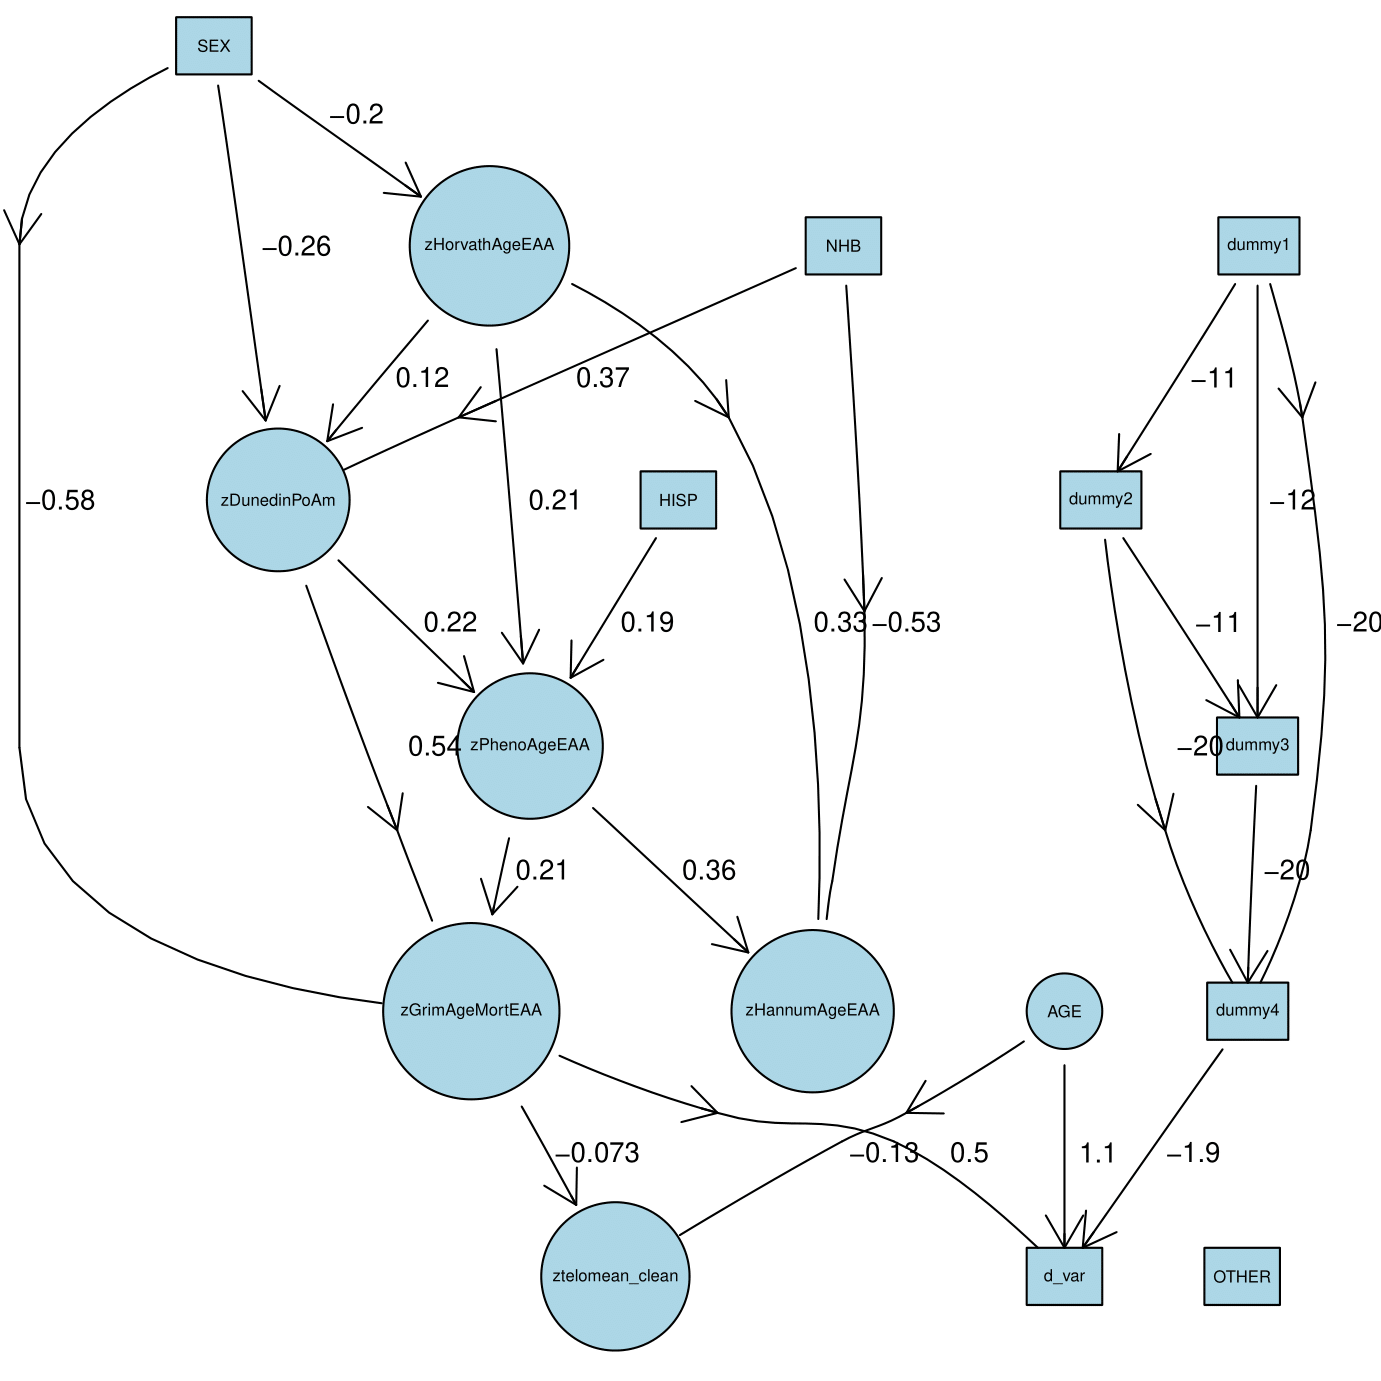 SEX
−0.2
zHorvathAgeEAA
NHB
dummy1
−0.26
0.12
0.37
−11
zDunedinPoAm
0.21
HISP
dummy2
−12
−0.58
0.22
0.19
0.33
−0.53
−11
−20
0.54
zPhenoAgeEAA
−20
dummy3
0.21
0.36
−20
zGrimAgeMortEAA
zHannumAgeEAA
AGE
dummy4
−0.073
−0.13
0.5
1.1
−1.9
ztelomean_clean
d_var
OTHER